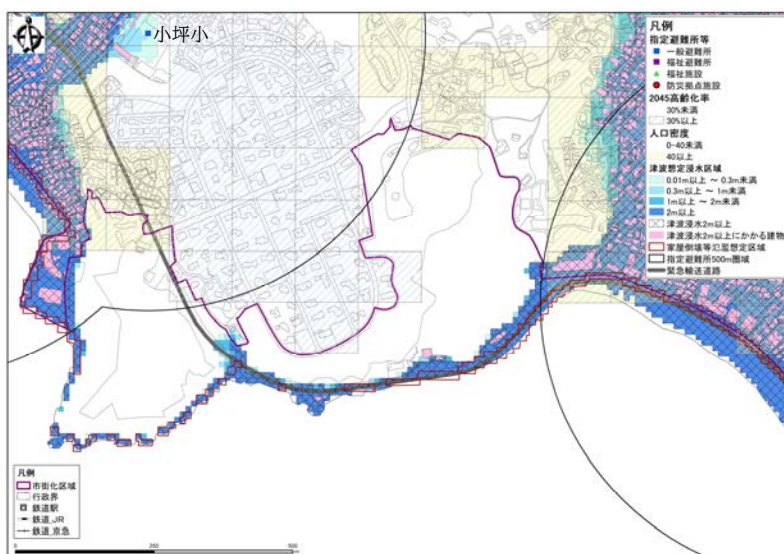 小坪小
凡例
指定避難所等
一般避難所
福祉避難所
福祉施設
防災拠点施設
2045高齢化率
30%未満
30%以上
人口密度
0-40未満
40以上
津波想定浸水区域
0.01m以上 ～ 0.3m未満
0.3m以上 ～ 1m未満
1m以上 ～ 2m未満
2m以上
津波浸水2m以上
津波浸水2m以上にかかる建物
家屋倒壊等氾濫想定区域
指定避難所500m圏域
緊急輸送道路
凡例
市街化区域
行政界
鉄道駅
鉄道_JR
鉄道_京急
0 250 500